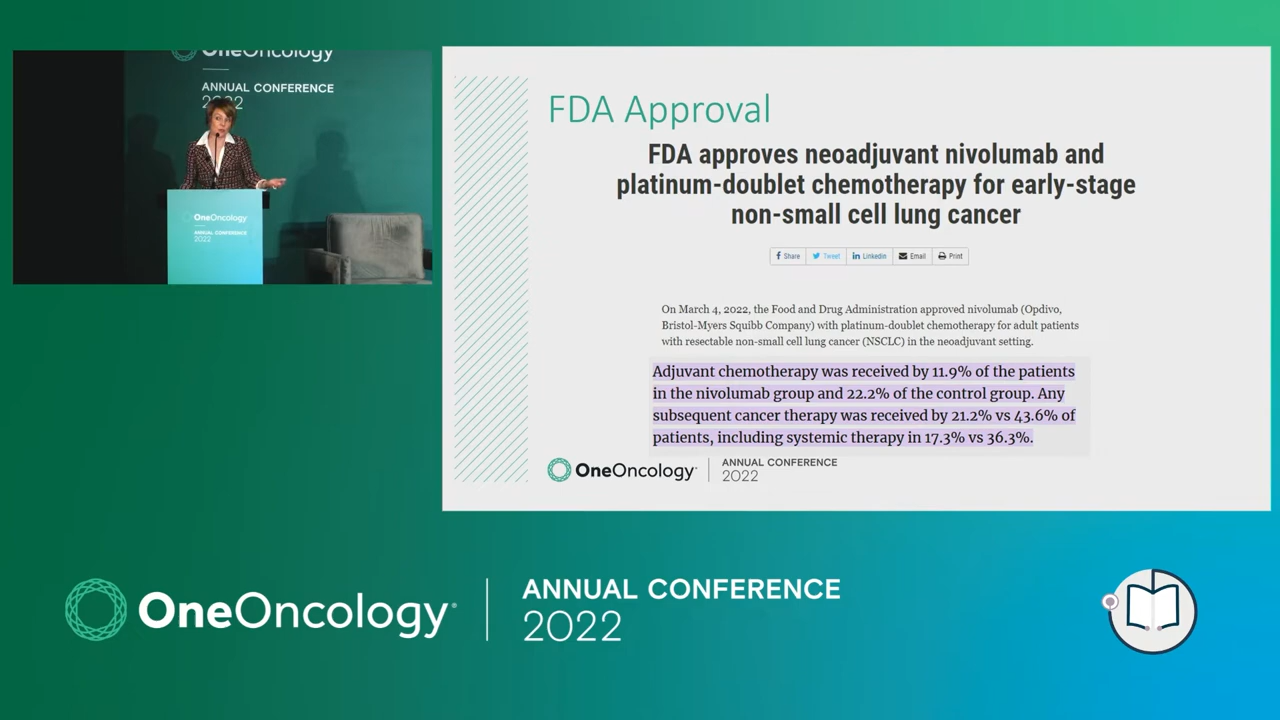 OneOncology
ANNUAL CONFERENCE
2022
OneOncology
ANNUAL CONFERENCE
2022
FDA Approval
FDA approves neoadjuvant nivolumab and
platinum-doublet chemotherapy for early-stage
non-small cell lung cancer
Share Tweet in Linkedin Email Print
On March 4, 2022, the Food and Drug Administration approved nivolumab (Opdivo,
Bristol-Myers Squibb Company) with platinum-doublet chemotherapy for adult patients
with resectable non-small cell lung cancer (NSCLC) in the neoadjuvant setting.
Adjuvant chemotherapy was received by 11.9% of the patients
in the nivolumab group and 22.2% of the control group. Any
subsequent cancer therapy was received by 21.2% vs 43.6% of
patients, including systemic therapy in 17.3% vs 36.3%.
OneOncology
ANNUAL CONFERENCE
2022
OneOncology
ANNUAL CONFERENCE
2022